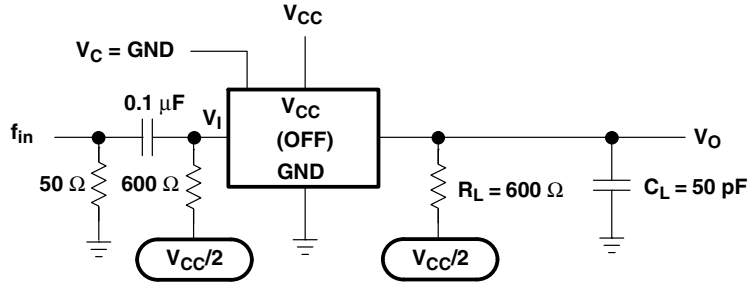 VCC
VC = GND
0.1 μF
VI
VCC
(OFF)
GND
fin
VO
50 Ω
600 Ω
RL = 600 Ω
CL = 50 pF
VCC/2
VCC/2